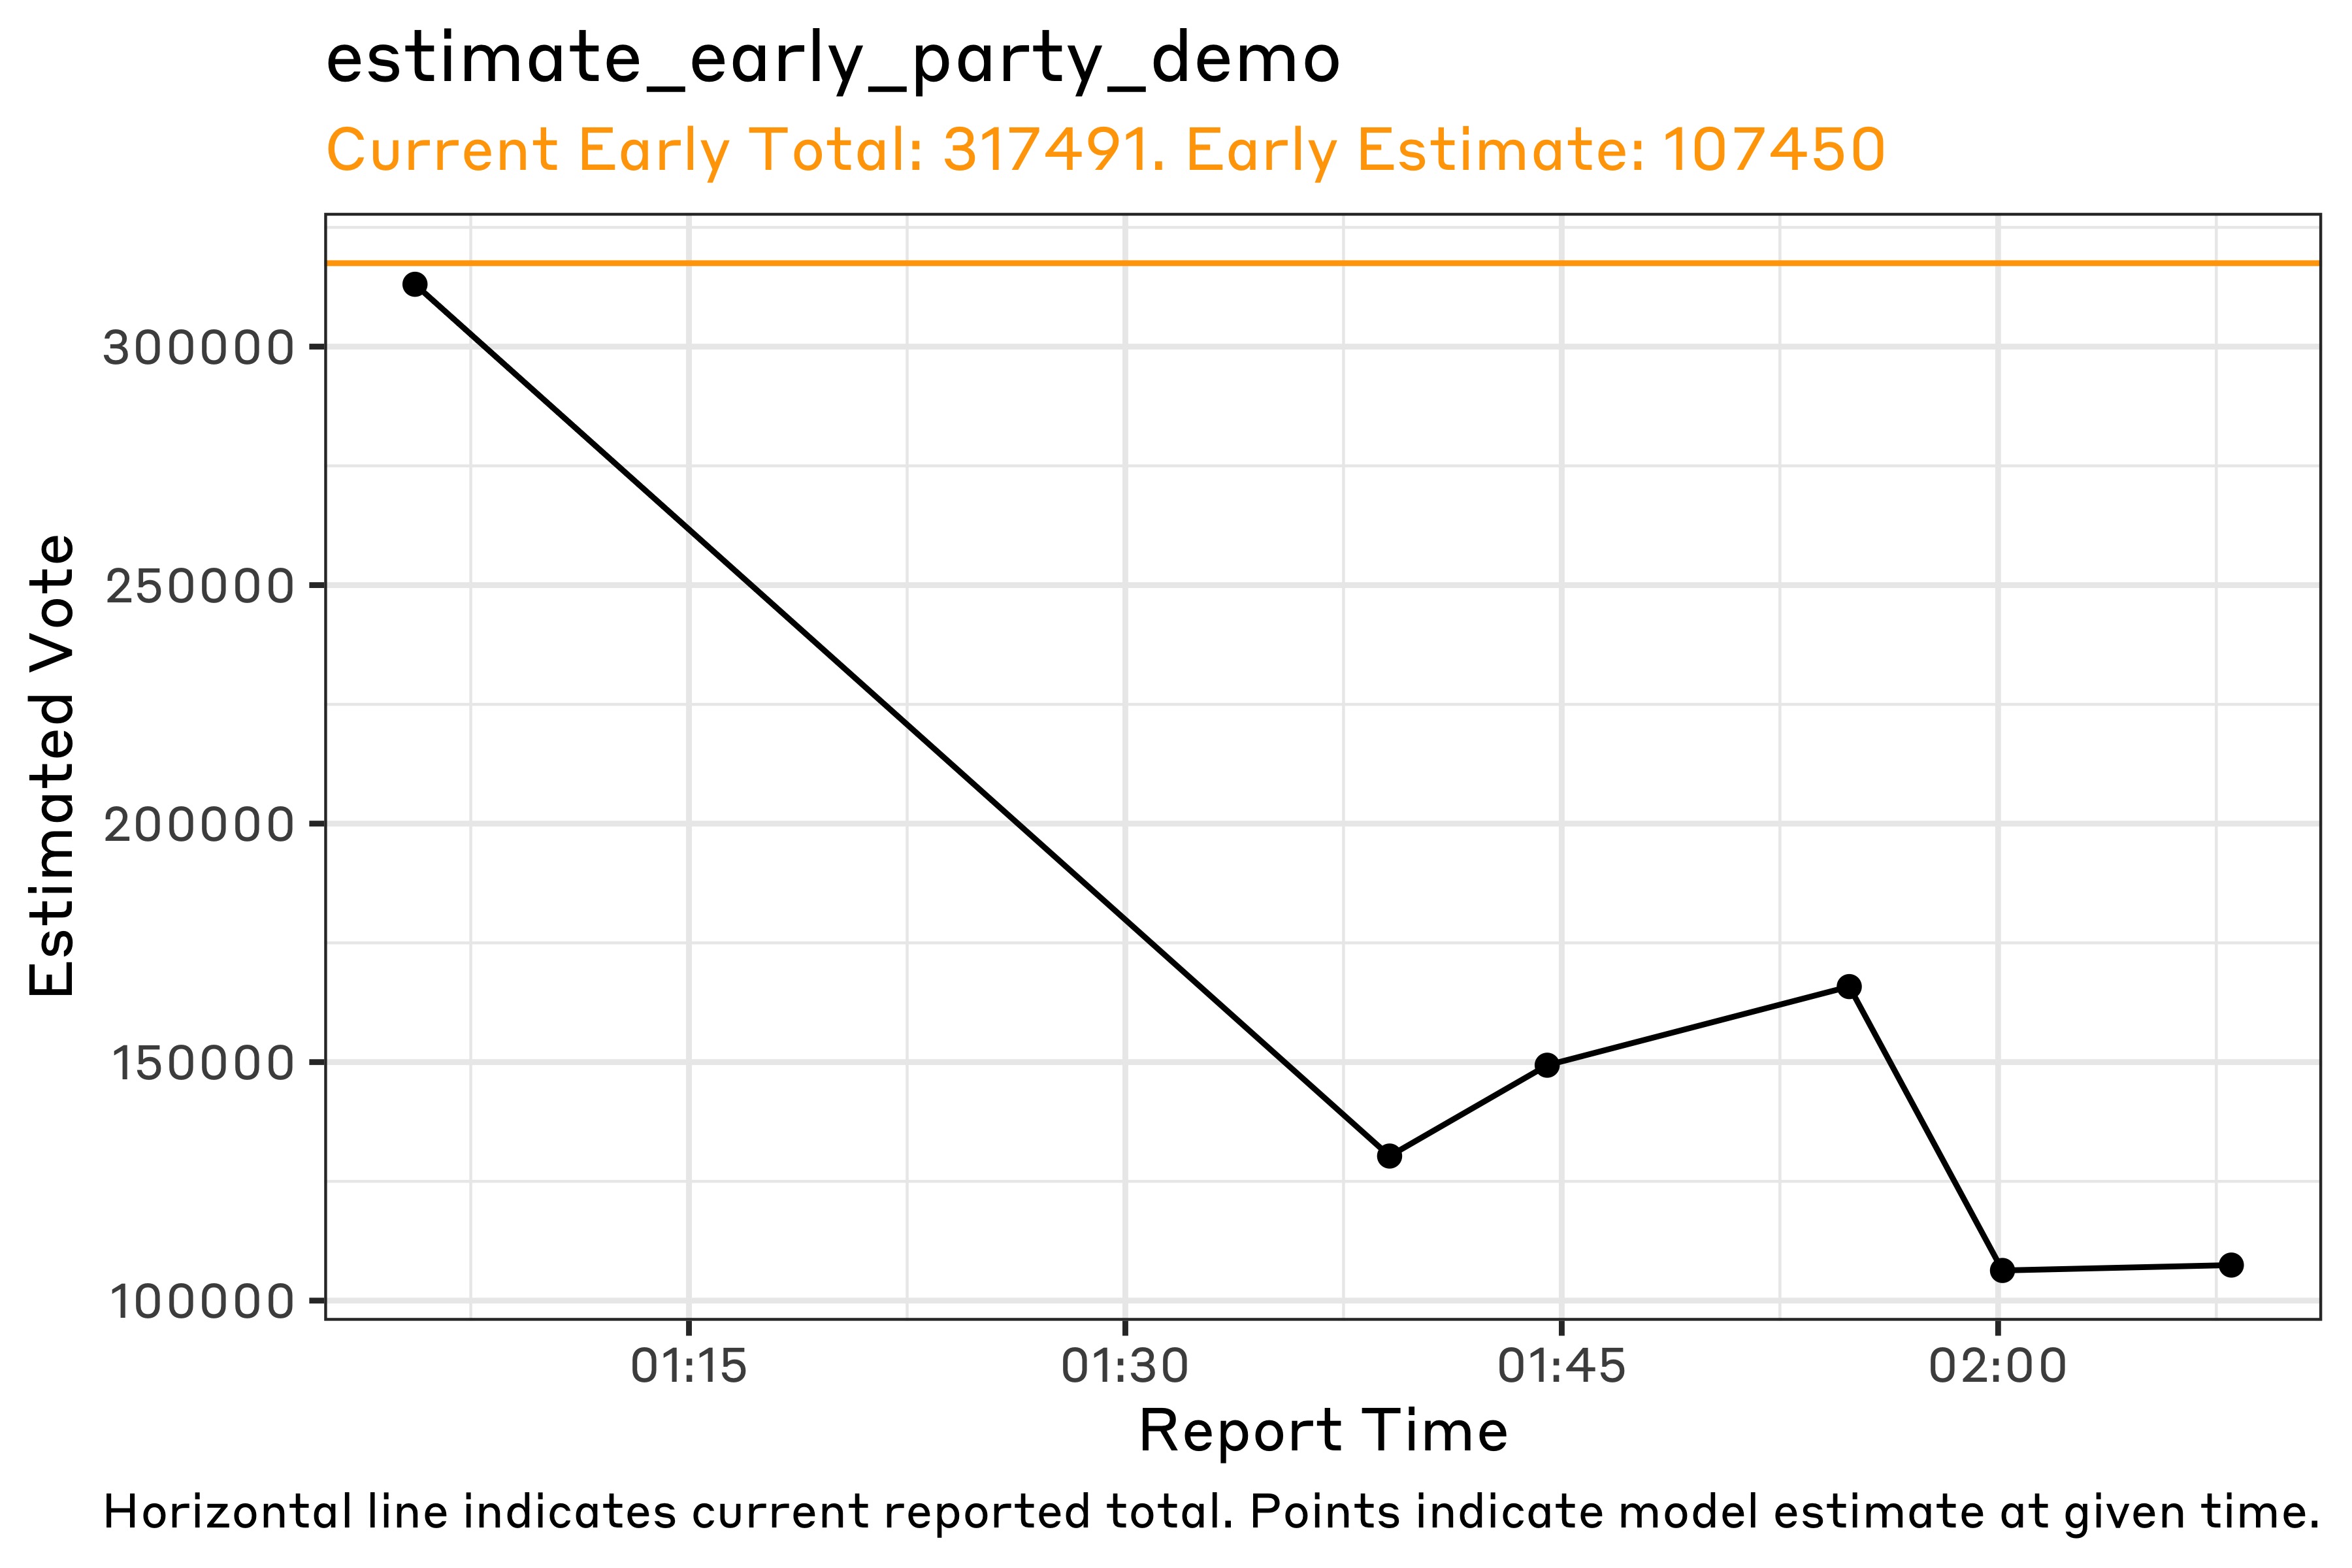 estimate_early_party_demo
Current Early Total: 317491. Early Estimate: 107450
Estimated Vote
300000
250000
200000
150000
100000
01:15 01:30 01:45 02:00
Report Time
Horizontal line indicates current reported total. Points indicate model estimate at given time.